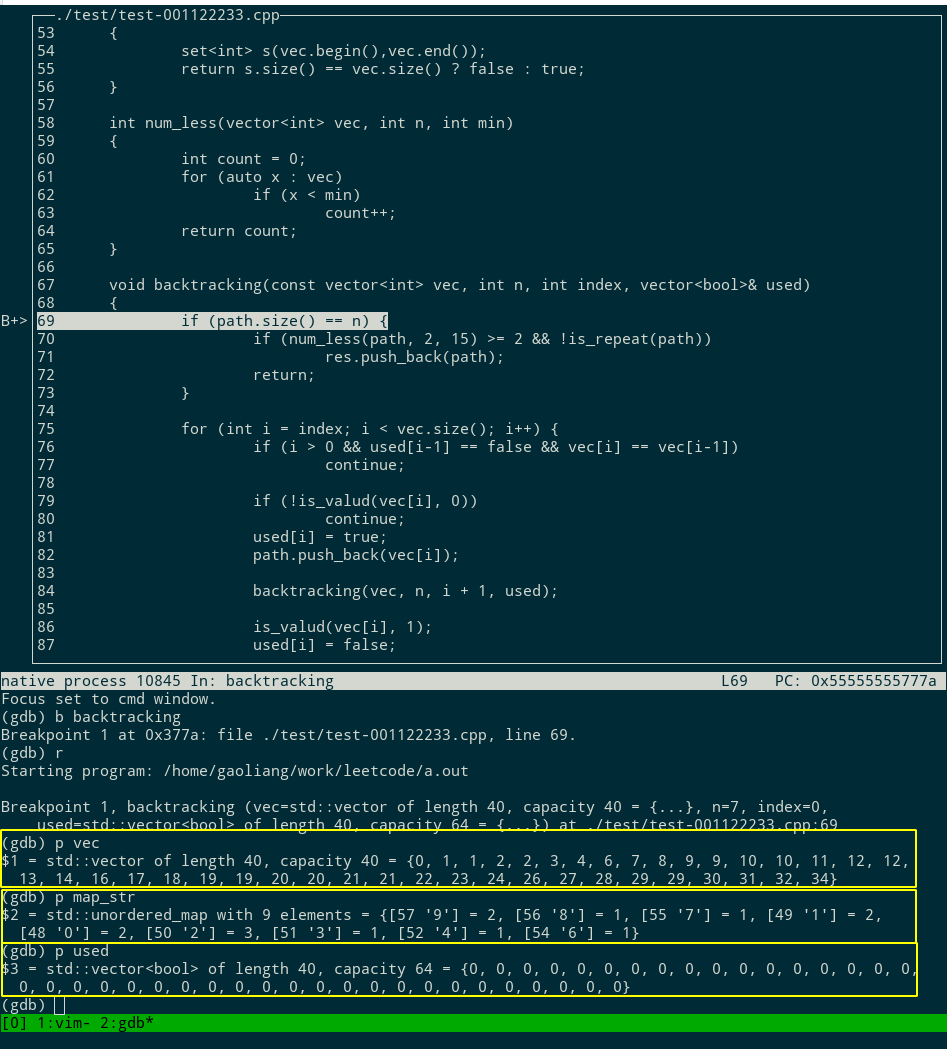 ./test/test-001122233.cpp
53      {
54              set<int> s(vec.begin(),vec.end());
55              return s.size() == vec.size() ? false : true;
56      }
57
58      int num_less(vector<int> vec, int n, int min)
59      {
60              int count = 0;
61              for (auto x : vec)
62                      if (x < min)
63                              count++;
64              return count;
65      }
66
67      void backtracking(const vector<int> vec, int n, int index, vector<bool>& used)
68      {
B+> 69              if (path.size() == n) {
70                      if (num_less(path, 2, 15) >= 2 && !is_repeat(path))
71                              res.push_back(path);
72                      return;
73              }
74
75              for (int i = index; i < vec.size(); i++) {
76                      if (i > 0 && used[i-1] == false && vec[i] == vec[i-1])
77                              continue;
78
79                      if (!is_valud(vec[i], 0))
80                              continue;
81                      used[i] = true;
82                      path.push_back(vec[i]);
83
84                      backtracking(vec, n, i + 1, used);
85
86                      is_valud(vec[i], 1);
87                      used[i] = false;
native process 10845 In: backtracking                                           L69   PC: 0x55555555777a
Focus set to cmd window.
(gdb) b backtracking
Breakpoint 1 at 0x377a: file ./test/test-001122233.cpp, line 69.
(gdb) r
Starting program: /home/gaoliang/work/leetcode/a.out

Breakpoint 1, backtracking (vec=std::vector of length 40, capacity 40 = {...}, n=7, index=0,
    used=std::vector<bool> of length 40, capacity 64 = {...}) at ./test/test-001122233.cpp:69
(gdb) p vec
$1 = std::vector of length 40, capacity 40 = {0, 1, 1, 2, 2, 3, 4, 6, 7, 8, 9, 9, 10, 10, 11, 12, 12,
  13, 14, 16, 17, 18, 19, 19, 20, 20, 21, 21, 22, 23, 24, 26, 27, 28, 29, 29, 30, 31, 32, 34}
(gdb) p map_str
$2 = std::unordered_map with 9 elements = {[57 '9'] = 2, [56 '8'] = 1, [55 '7'] = 1, [49 '1'] = 2,
  [48 '0'] = 2, [50 '2'] = 3, [51 '3'] = 1, [52 '4'] = 1, [54 '6'] = 1}
(gdb) p used
$3 = std::vector<bool> of length 40, capacity 64 = {0, 0, 0, 0, 0, 0, 0, 0, 0, 0, 0, 0, 0, 0, 0, 0, 0,
  0, 0, 0, 0, 0, 0, 0, 0, 0, 0, 0, 0, 0, 0, 0, 0, 0, 0, 0, 0, 0, 0, 0}
(gdb)
[0] 1:vim- 2:gdb*